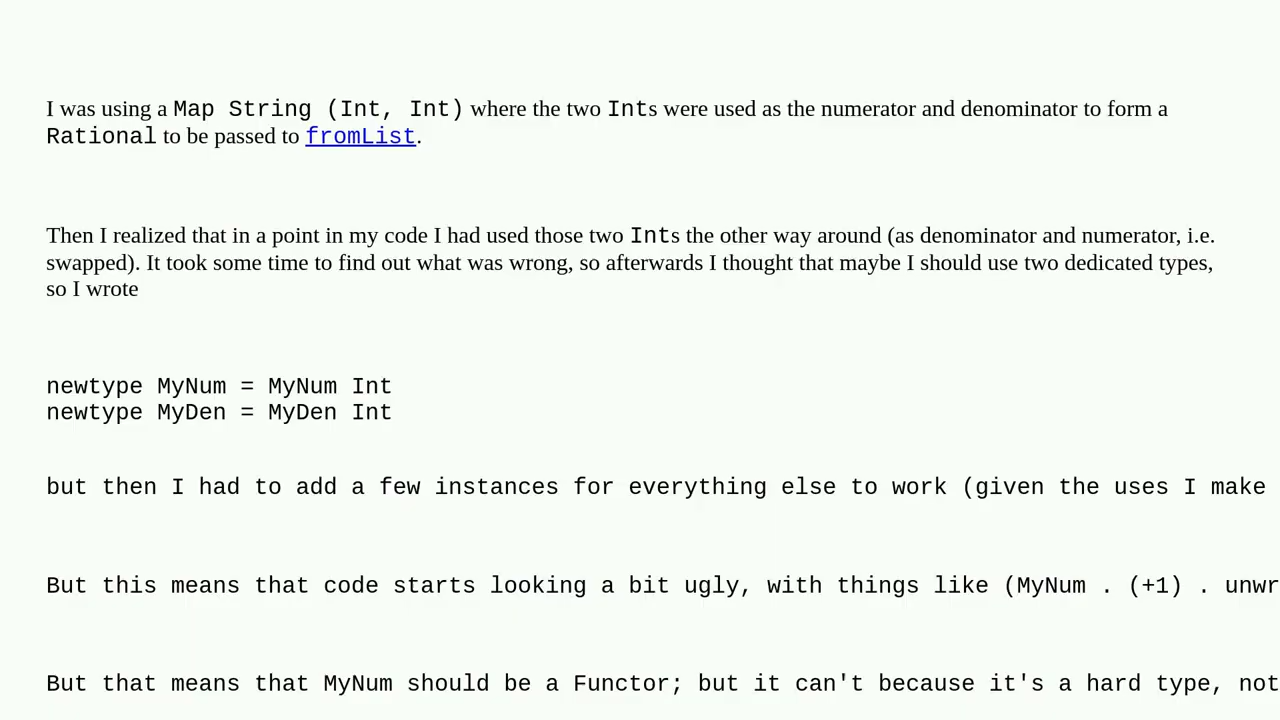 I was using a Map String (Int, Int) where the two Ints were used as the numerator and denominator to form a
Rational to be passed to fromList.
Then I realized that in a point in my code I had used those two Ints the other way around (as denominator and numerator, i.e.
swapped). It took some time to find out what was wrong, so afterwards I thought that maybe I should use two dedicated types,
so I wrote
newtype MyNum = MyNum Int
newtype MyDen = MyDen Int
but then I had to add a few instances for everything else to work (given the uses I make
But this means that code starts looking a bit ugly, with things like (MyNum . (+1) . unwr
But that means that MyNum should be a Functor; but it can't because it's a hard type, not